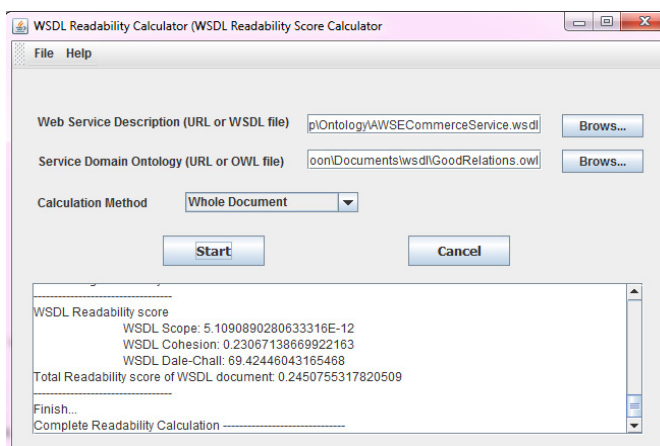 WSDL Readability Calculator (WSDL Readability Score Calculator
File Help
Web Service Description (URL or WSDL file) p\Ontology\AWSECommerceService.wsdl Brows...
Service Domain Ontology (URL or OWL file) oon\Documents\wsdl\GoodRelations.owl Brows...
Calculation Method Whole Document
Start Cancel
----------------------------------
WSDL Readability score
WSDL Scope: 5.1090890280633316E-12
WSDL Cohesion: 0.23067138669922163
WSDL Dale-Chall: 69.42446043165468
Total Readability score of WSDL document: 0.2450755317820509
----------------------------------
Finish...
Complete Readability Calculation ------------------------------